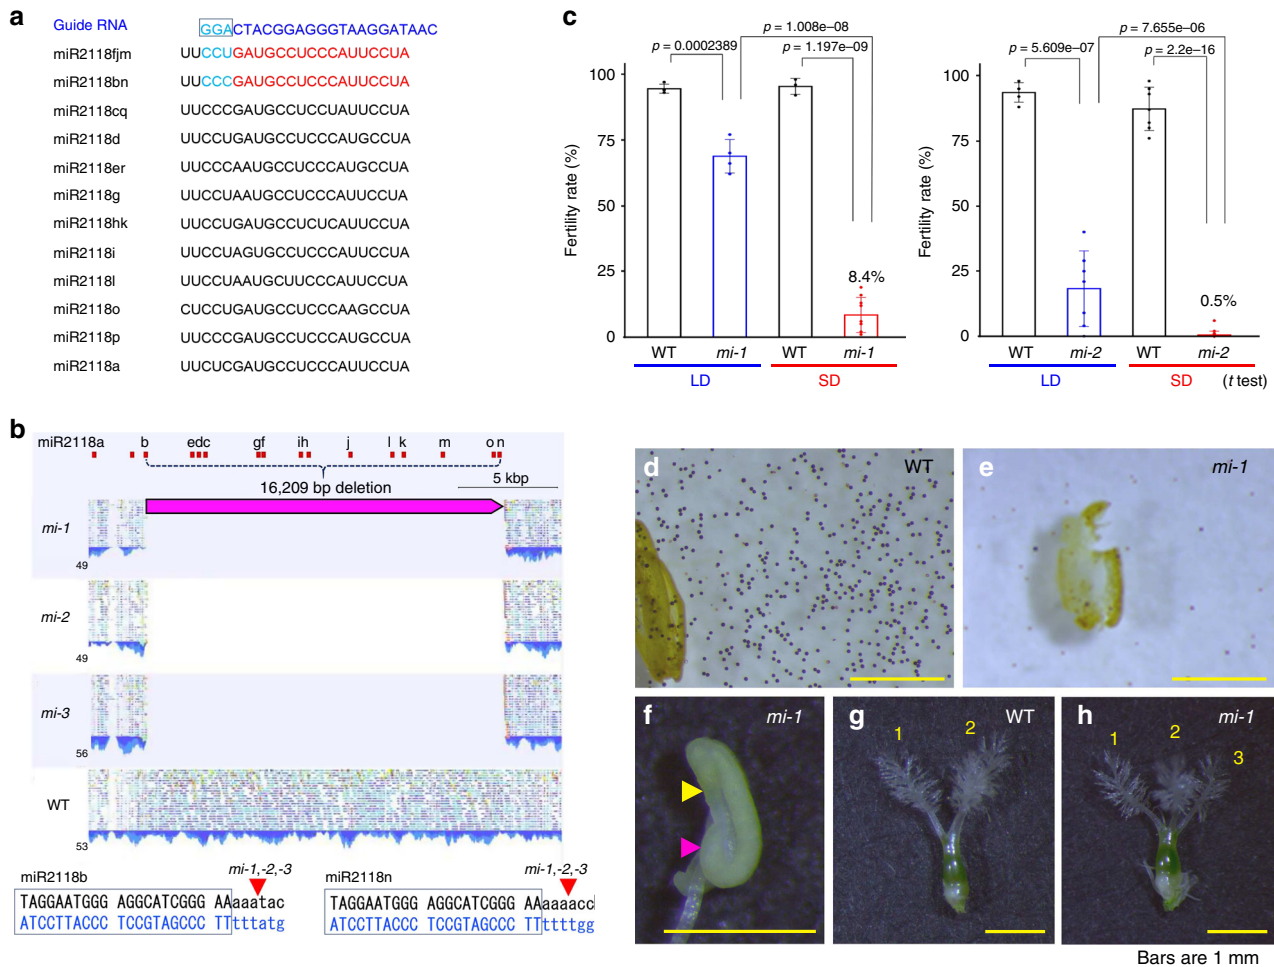 a
Guide RNA GGACTACGGAGGGTAAGGATAAC
miR2118fjm UUCCUGAUGCCUCCCAUUCCUA
miR2118bn UUCCCGAUGCCUCCCAUUCCUA
miR2118cq UUCCCGAUGCCUCCUAUUCCUA
miR2118d UUCCUGAUGCCUCCCAUGCCUA
miR2118er UUCCCAAUGCCUCCCAUGCCUA
miR2118g UUCCUAAUGCCUCCCAUUCCUA
miR2118hk UUCCUGAUGCCUCUCAUUCCUA
miR2118i UUCCUAGUGCCUCCCAUUCCUA
miR2118l UUCCUAAUGCUUCCCAUUCCUA
miR2118o CUCCUGAUGCCUCCCAAGCCUA
miR2118p UUCCCGAUGCCUCCCAUGCCUA
miR2118a UUCUCGAUGCCUCCCAUUCCUA
b
miR2118a b edc gf ih j l k m o n
16,209 bp deletion
5 kbp
mi-1
49
mi-2
49
mi-3
56
WT
53
miR2118b mi-1,-2,-3
TAGGAATGGG AGGCATCGGG AAaaatac
ATCCTTACCC TCCGTAGCCC TTtttatg
miR2118n mi-1,-2,-3
TAGGAATGGG AGGCATCGGG AAaaaacc
ATCCTTACCC TCCGTAGCCC TTttttgg
c
p = 1.008e–08
p = 0.0002389
p = 1.197e–09
Fertility rate (%)
100
75
50
25
0
8.4%
WT mi-1 WT mi-1
LD SD
p = 7.655e–06
p = 5.609e–07
p = 2.2e–16
Fertility rate (%)
100
75
50
25
0
0.5%
WT mi-2 WT mi-2
LD SD (t test)
d WT
e mi-1
f mi-1
g WT
1 2
h mi-1
1 2 3
Bars are 1 mm